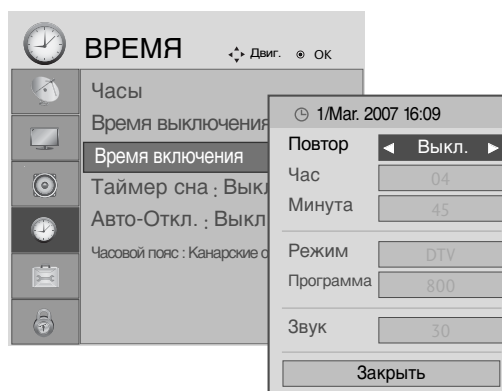 ВРЕМЯ
Двиг. ОК
Часы
Время выключения
Время включения
Таймер сна : Выкл
Авто-Откл. : Выкл
Часовой пояс : Канарские о
1/Mar. 2007 16:09
Повтор ◄ Выкл. ►
Час 04
Минута 45
Режим DTV
Программа 800
Звук 30
Закрыть